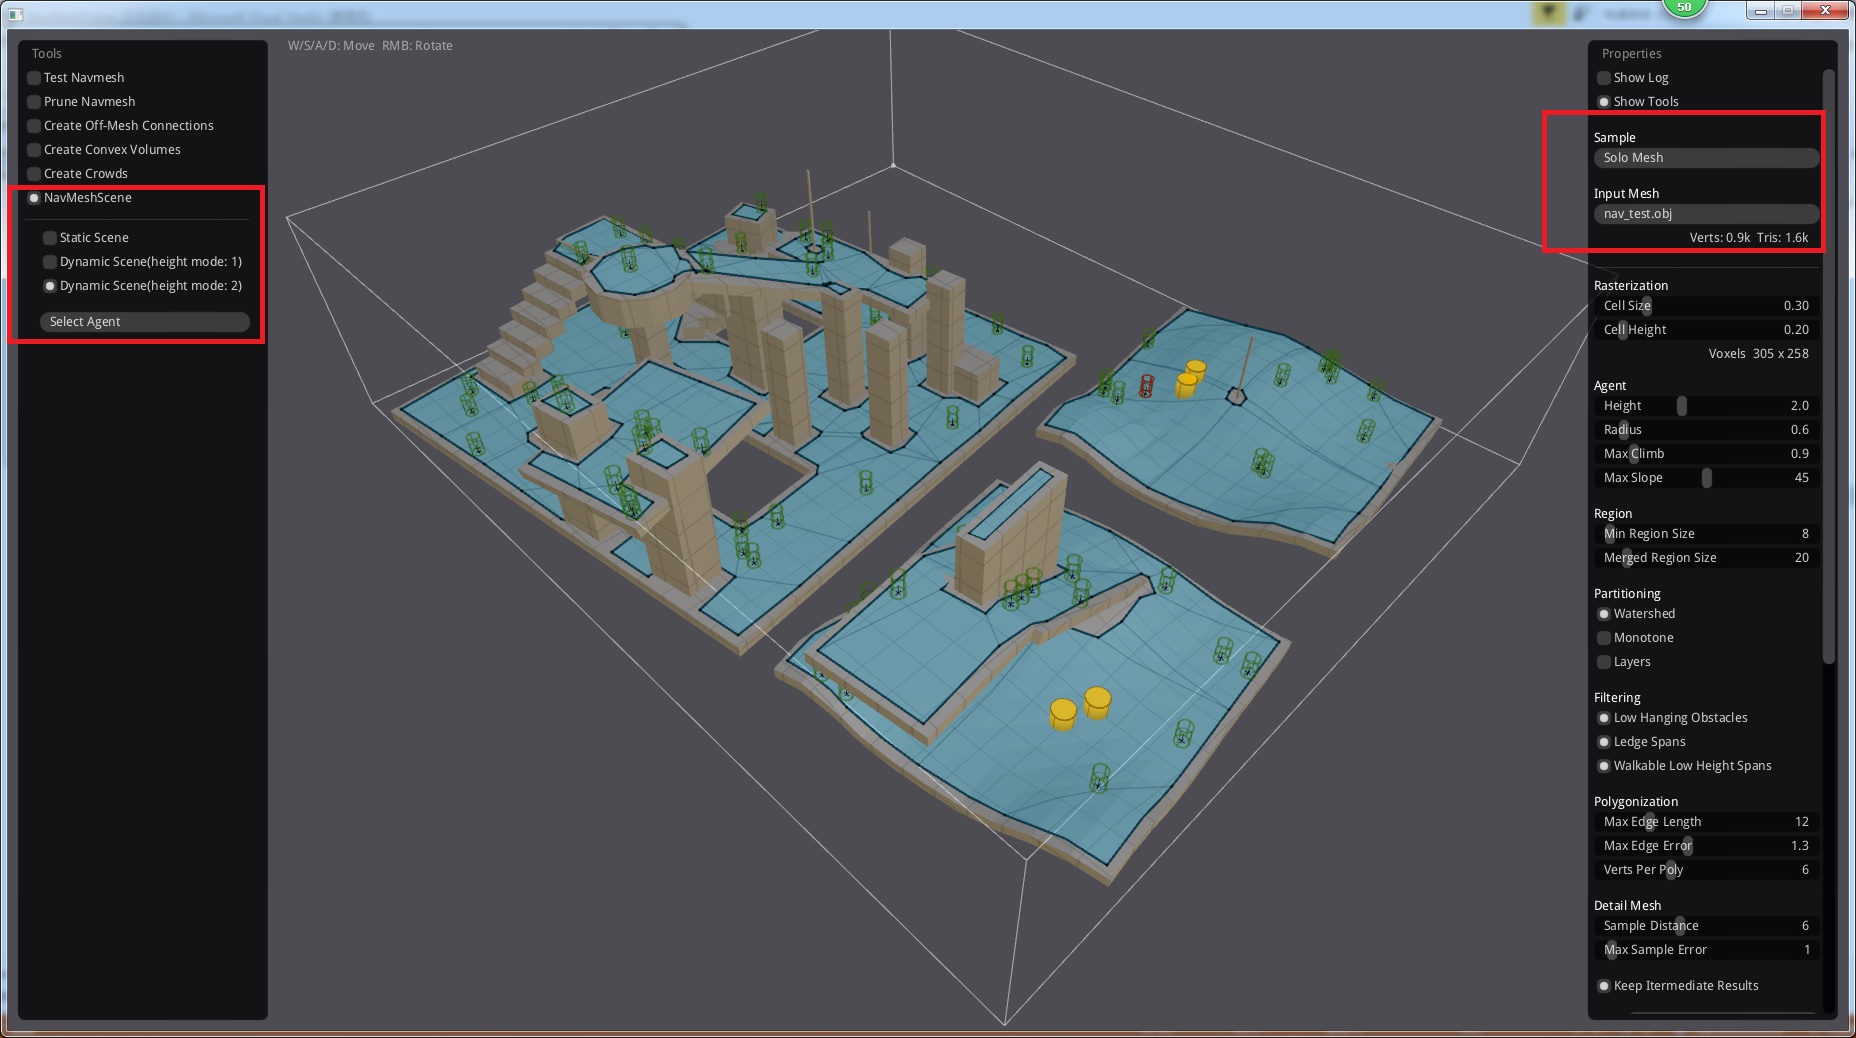 50
Tools
Test Navmesh
Prune Navmesh
Create Off-Mesh Connections
Create Convex Volumes
Create Crowds
NavMeshScene
Static Scene
Dynamic Scene(height mode: 1)
Dynamic Scene(height mode: 2)
Select Agent
W/S/A/D: Move RMB: Rotate
Properties
Show Log
Show Tools
Sample
Solo Mesh
Input Mesh
nav_test.obj
Verts: 0.9k Tris: 1.6k
Rasterization
Cell Size 0.30
Cell Height 0.20
Voxels 305 x 258
Agent
Height 2.0
Radius 0.6
Max Climb 0.9
Max Slope 45
Region
Min Region Size 8
Merged Region Size 20
Partitioning
Watershed
Monotone
Layers
Filtering
Low Hanging Obstacles
Ledge Spans
Walkable Low Height Spans
Polygonization
Max Edge Length 12
Max Edge Error 1.3
Verts Per Poly 6
Detail Mesh
Sample Distance 6
Max Sample Error 1
Keep Itermediate Results